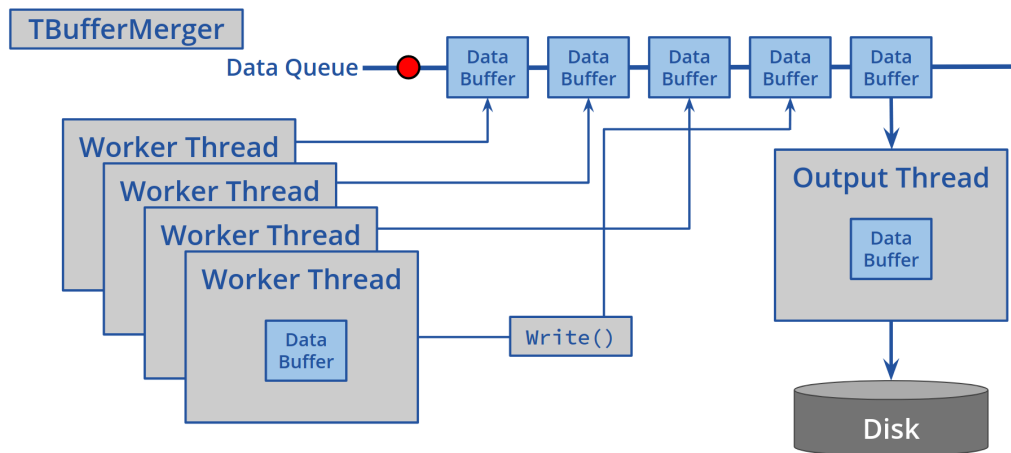 TBufferMerger
Data Queue
Data
Buffer
Data
Buffer
Data
Buffer
Data
Buffer
Data
Buffer
Worker Thread
Worker Thread
Worker Thread
Worker Thread
Data
Buffer
Write()
Output Thread
Data
Buffer
Disk